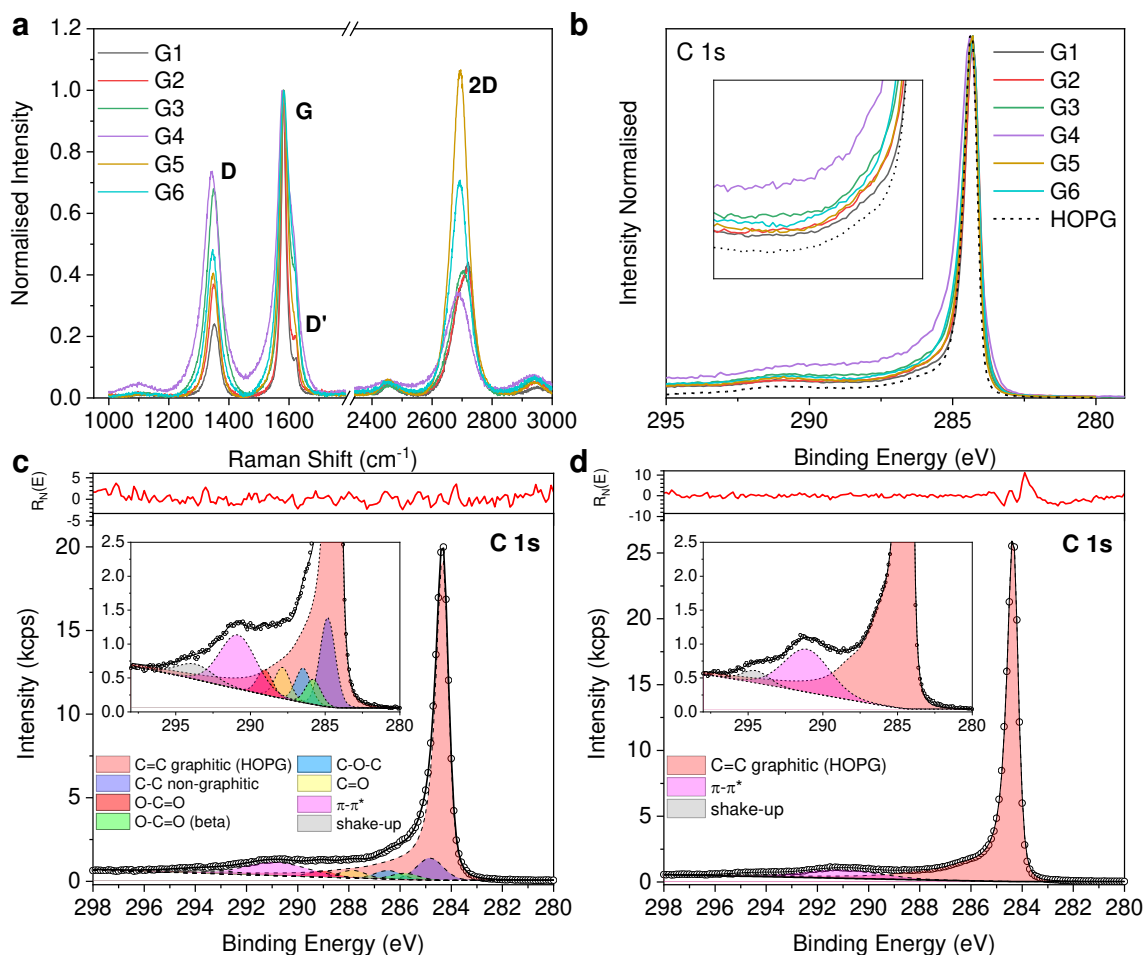 a
1.2
1.0
0.8
0.6
0.4
0.2
0.0
Normalised Intensity
G1
G2
G3
G4
G5
G6
D
G
D'
2D
1000 1200 1400 1600 2400 2600 2800 3000
Raman Shift (cm⁻¹)
b
C 1s
Intensity Normalised
G1
G2
G3
G4
G5
G6
HOPG
295 290 285 280
Binding Energy (eV)
c
R_N(E)
5
0
-5
C 1s
20
15
10
5
0
Intensity (kcps)
2.5
2.0
1.5
1.0
0.5
0.0
295 290 285 280
C=C graphitic (HOPG)
C-C non-graphitic
O-C=O
O-C=O (beta)
C-O-C
C=O
π-π*
shake-up
298 296 294 292 290 288 286 284 282 280
Binding Energy (eV)
d
R_N(E)
10
0
-10
C 1s
25
20
15
10
5
0
Intensity (kcps)
2.5
2.0
1.5
1.0
0.5
0.0
295 290 285 280
C=C graphitic (HOPG)
π-π*
shake-up
298 296 294 292 290 288 286 284 282 280
Binding Energy (eV)